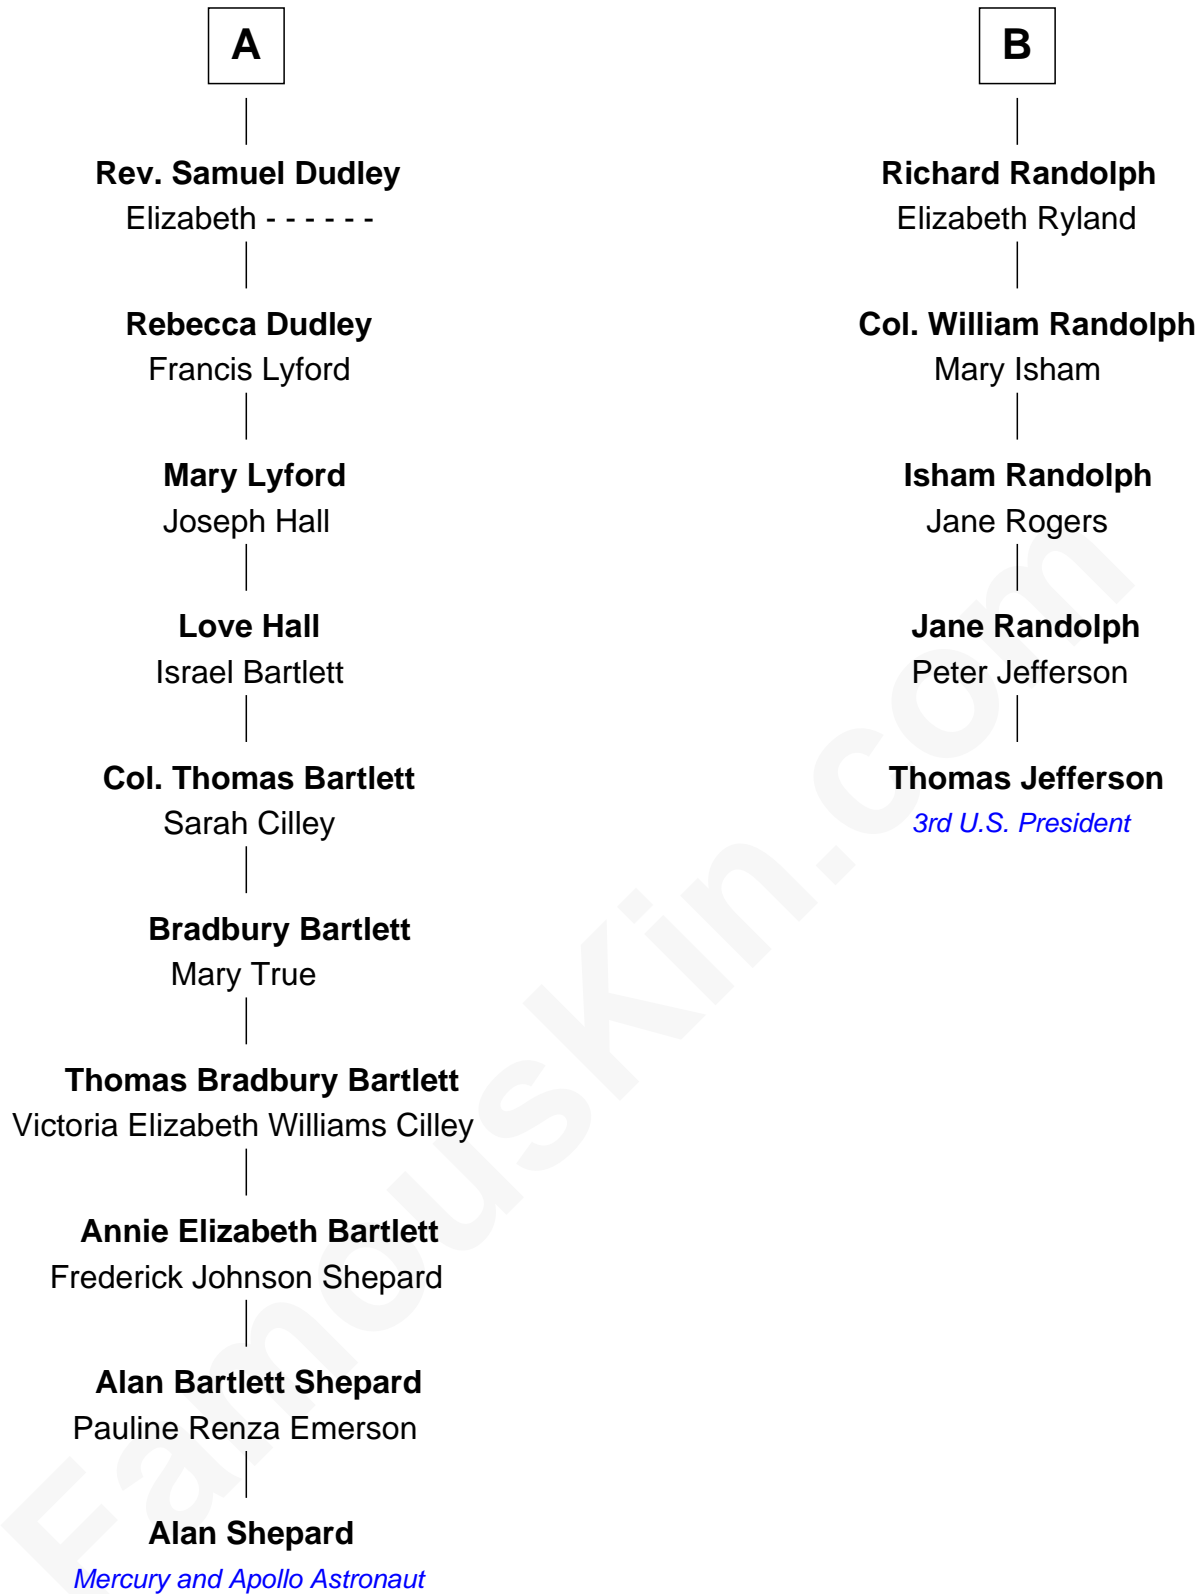 A
Rev. Samuel Dudley
Elizabeth - - - - - -
Rebecca Dudley
Francis Lyford
Mary Lyford
Joseph Hall
Love Hall
Israel Bartlett
Col. Thomas Bartlett
Sarah Cilley
Bradbury Bartlett
Mary True
Thomas Bradbury Bartlett
Victoria Elizabeth Williams Cilley
Annie Elizabeth Bartlett
Frederick Johnson Shepard
Alan Bartlett Shepard
Pauline Renza Emerson
Alan Shepard
Mercury and Apollo Astronaut
B
Richard Randolph
Elizabeth Ryland
Col. William Randolph
Mary Isham
Isham Randolph
Jane Rogers
Jane Randolph
Peter Jefferson
Thomas Jefferson
3rd U.S. President
FamousKin.com